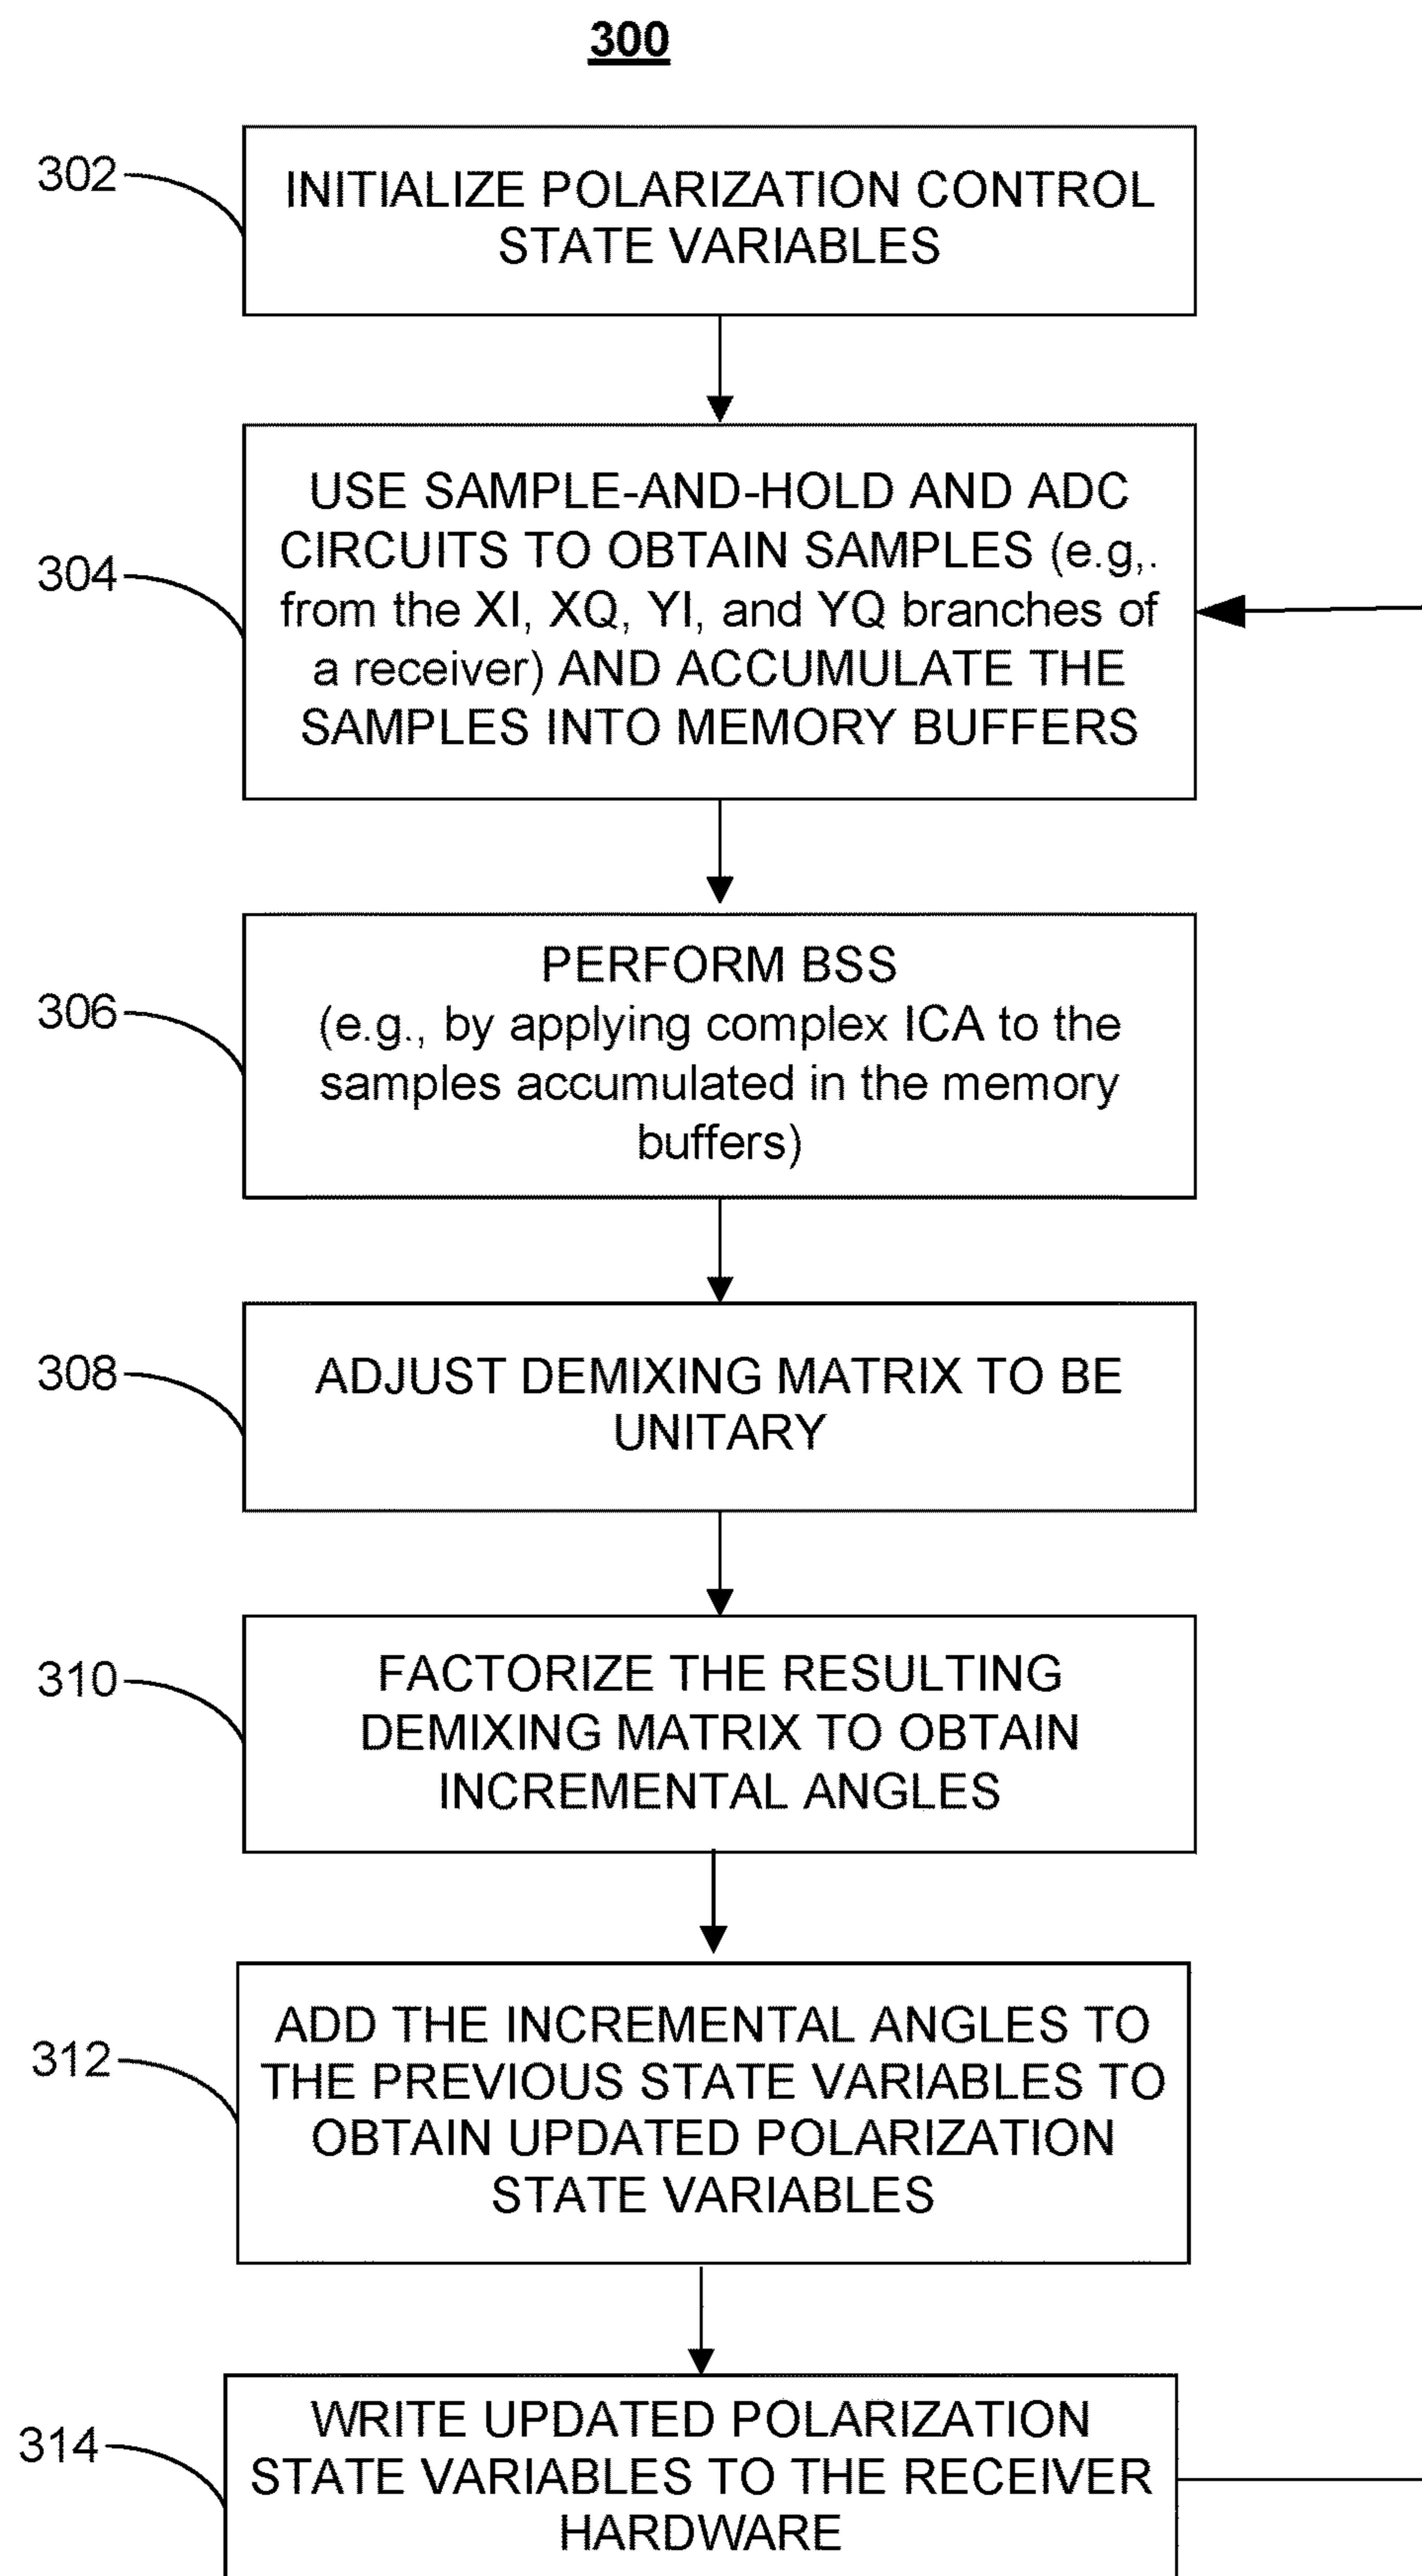 300
302
INITIALIZE POLARIZATION CONTROL
STATE VARIABLES
304
USE SAMPLE-AND-HOLD AND ADC
CIRCUITS TO OBTAIN SAMPLES (e.g,.
from the XI, XQ, YI, and YQ branches of
a receiver) AND ACCUMULATE THE
SAMPLES INTO MEMORY BUFFERS
306
PERFORM BSS
(e.g., by applying complex ICA to the
samples accumulated in the memory
buffers)
308
ADJUST DEMIXING MATRIX TO BE
UNITARY
310
FACTORIZE THE RESULTING
DEMIXING MATRIX TO OBTAIN
INCREMENTAL ANGLES
312
ADD THE INCREMENTAL ANGLES TO
THE PREVIOUS STATE VARIABLES TO
OBTAIN UPDATED POLARIZATION
STATE VARIABLES
314
WRITE UPDATED POLARIZATION
STATE VARIABLES TO THE RECEIVER
HARDWARE